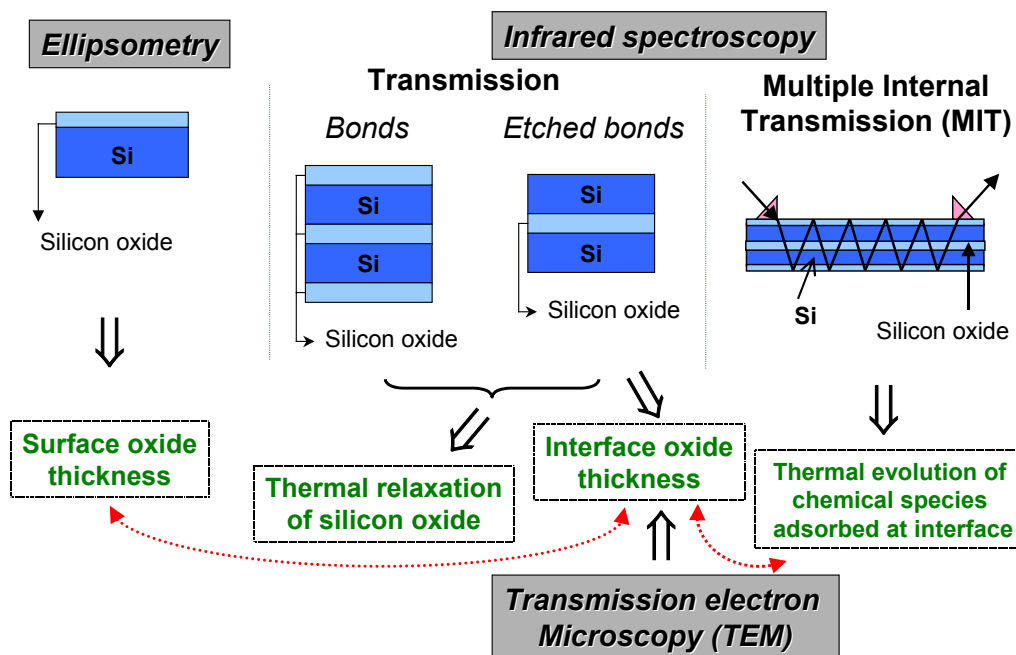 Ellipsometry
Si
Silicon oxide
Surface oxide
thickness
Infrared spectroscopy
Transmission
Bonds
Si
Si
Silicon oxide
Etched bonds
Si
Si
Silicon oxide
Multiple Internal
Transmission (MIT)
Si
Silicon oxide
Thermal relaxation
of silicon oxide
Interface oxide
thickness
Thermal evolution of
chemical species
adsorbed at interface
Transmission electron
Microscopy (TEM)